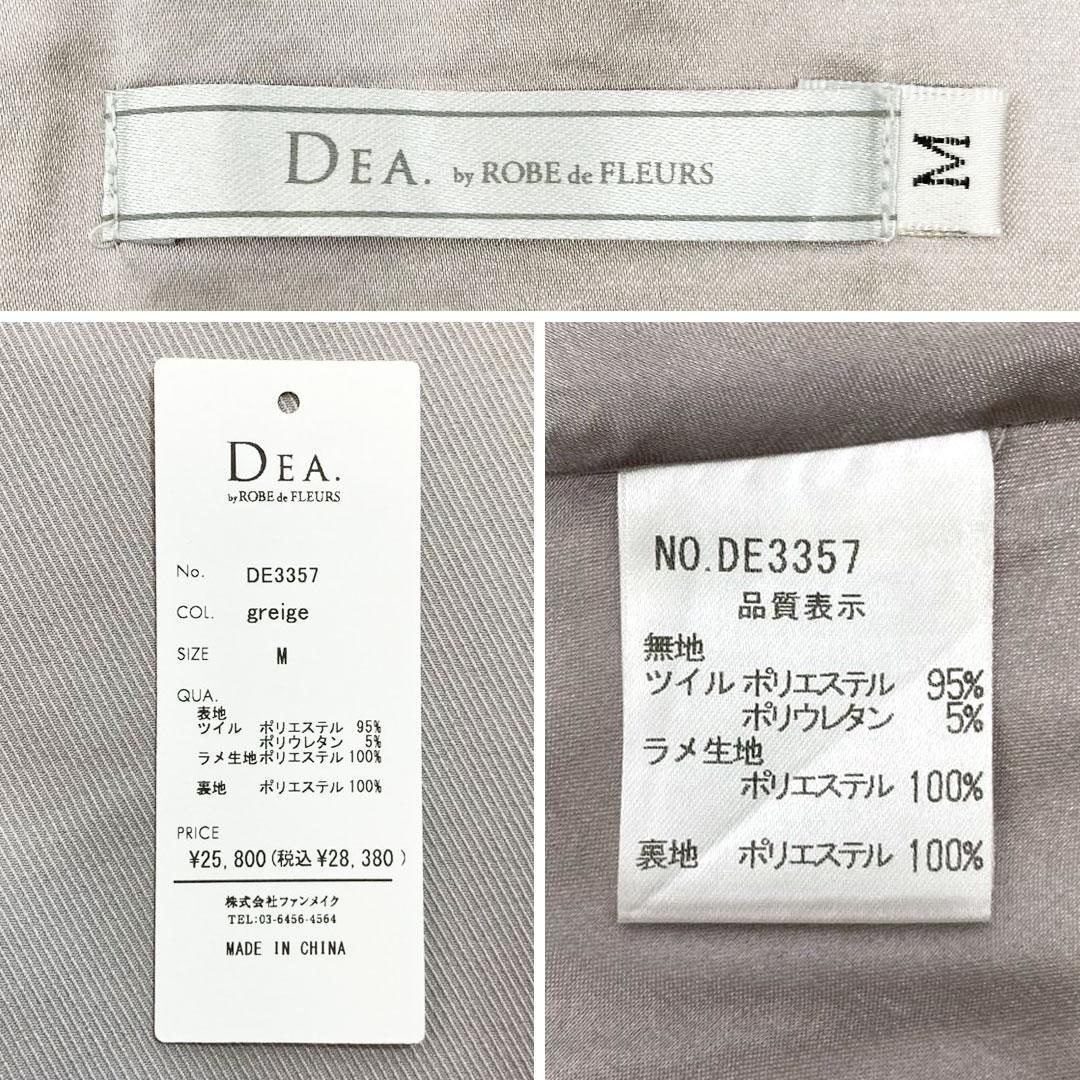 DEA. by ROBE de FLEURS
M
DEA.
by ROBE de FLEURS
No. DE3357
COL. greige
SIZE M
QUA.
表地
ツイル ポリエステル 95%
ポリウレタン 5%
ラメ生地 ポリエステル 100%
裏地 ポリエステル 100%
PRICE
¥25,800(税込¥28,380)
株式会社ファンメイク
TEL:03-6456-4564
MADE IN CHINA
NO.DE3357
品質表示
無地
ツイル ポリエステル 95%
ポリウレタン 5%
ラメ生地
ポリエステル 100%
裏地 ポリエステル 100%